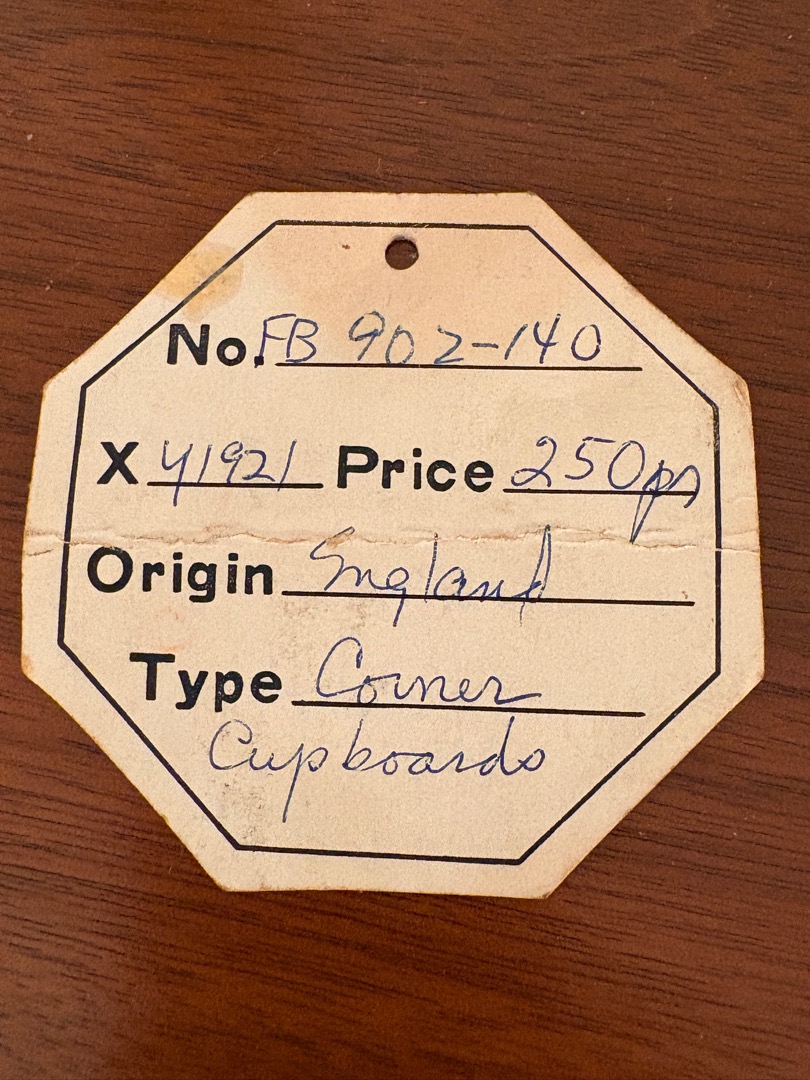 No. FB 902-140
X 41921 Price 250pr
Origin England
Type Corner
Cupboards